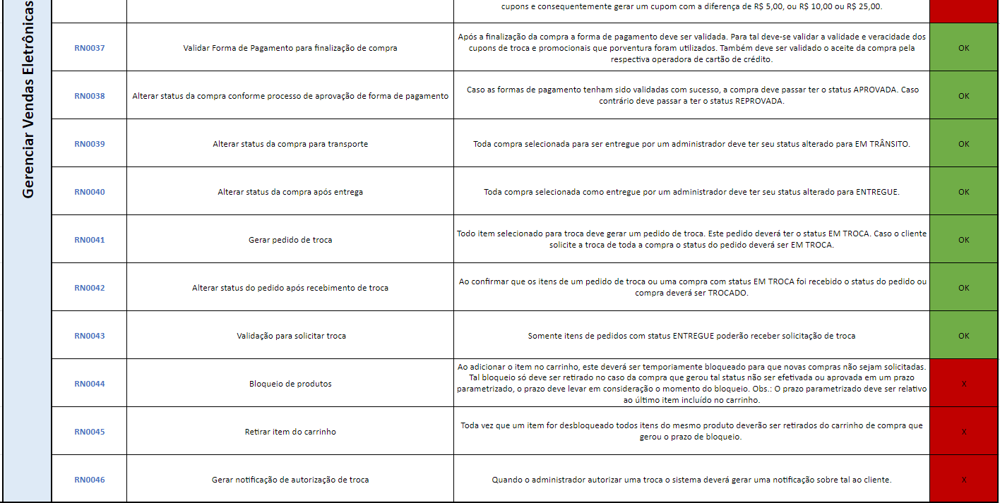 Gerenciar Vendas Eletrônicas
cupons e consequentemente gerar um cupom com a diferença de R$ 5,00, ou R$ 10,00 ou R$ 25,00.
RN0037
Validar Forma de Pagamento para finalização de compra
Após a finalização da compra a forma de pagamento deve ser validada. Para tal deve-se validar a validade e veracidade dos
cupons de troca e promocionais que porventura foram utilizados. Também deve ser validado o aceite da compra pela
respectiva operadora de cartão de crédito.
OK
RN0038
Alterar status da compra conforme processo de aprovação de forma de pagamento
Caso as formas de pagamento tenham sido validadas com sucesso, a compra deve passar ter o status APROVADA. Caso
contrário deve passar a ter o status REPROVADA.
OK
RN0039
Alterar status da compra para transporte
Toda compra selecionada para ser entregue por um administrador deve ter seu status alterado para EM TRÂNSITO.
OK
RN0040
Alterar status da compra após entrega
Toda compra selecionada como entregue por um administrador deve ter seu status alterado para ENTREGUE.
OK
RN0041
Gerar pedido de troca
Todo item selecionado para troca deve gerar um pedido de troca. Este pedido deverá ter o status EM TROCA. Caso o cliente
solicite a troca de toda a compra o status do pedido deverá ser EM TROCA.
OK
RN0042
Alterar status do pedido após recebimento de troca
Ao confirmar que os itens de um pedido de troca ou uma compra com status EM TROCA foi recebido o status do pedido ou
compra deverá ser TROCADO.
OK
RN0043
Validação para solicitar troca
Somente itens de pedidos com status ENTREGUE poderão receber solicitação de troca
OK
RN0044
Bloqueio de produtos
Ao adicionar o item no carrinho, este deverá ser temporiamente bloqueado para que novas compras não sejam solicitadas.
Tal bloqueio só deve ser retirado no caso da compra que gerou tal status não ser efetivada ou aprovada em um prazo
parametrizado, o prazo deve levar em consideração o momento do bloqueio. Obs.: O prazo parametrizado deve ser relativo
ao último item incluído no carrinho.
X
RN0045
Retirar item do carrinho
Toda vez que um item for desbloqueado todos itens do mesmo produto deverão ser retirados do carrinho de compra que
gerou o prazo de bloqueio.
X
RN0046
Gerar notificação de autorização de troca
Quando o administrador autorizar uma troca o sistema deverá gerar uma notificação sobre tal ao cliente.
X